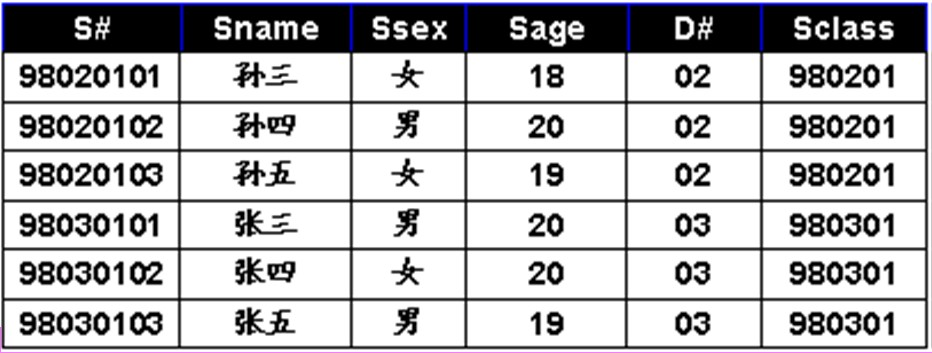 S# Sname Ssex Sage D# Sclass
98020101 孙三 女 18 02 980201
98020102 孙四 男 20 02 980201
98020103 孙五 女 19 02 980201
98030101 张三 男 20 03 980301
98030102 张四 女 20 03 980301
98030103 张五 男 19 03 980301